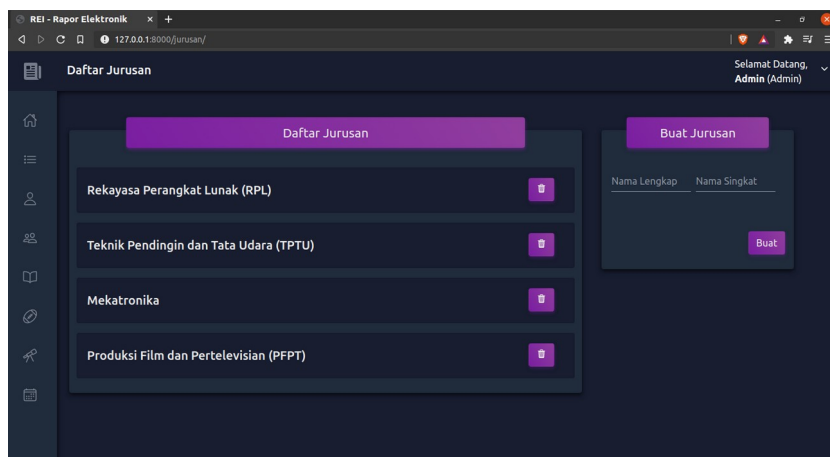 REI - Rapor Elektronik
127.0.0.1:8000/jurusan/
Daftar Jurusan
Selamat Datang,
Admin (Admin)
Daftar Jurusan
Rekayasa Perangkat Lunak (RPL)
Teknik Pendingin dan Tata Udara (TPTU)
Mekatronika
Produksi Film dan Pertelevisian (PFPT)
Buat Jurusan
Nama Lengkap Nama Singkat
Buat